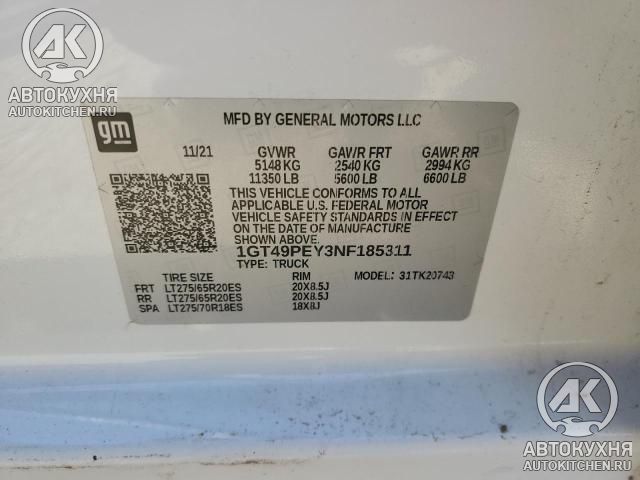 АВТОКУХНЯ
AUTOKITCHEN.RU
gm
MFD BY GENERAL MOTORS LLC
11/21 GVWR GAWR FRT GAWR RR
5148 KG 2540 KG 2994 KG
11350 LB 5600 LB 6600 LB
THIS VEHICLE CONFORMS TO ALL
APPLICABLE U.S. FEDERAL MOTOR
VEHICLE SAFETY STANDARDS IN EFFECT
ON THE DATE OF MANUFACTURE
SHOWN ABOVE.
1GT49PEY3NF185311
TYPE: TRUCK MODEL: 31TK20743
TIRE SIZE RIM
FRT LT275/65R20ES 20X8.5J
RR LT275/65R20ES 20X8.5J
SPA LT275/70R18ES 18X8J
АК
АВТОКУХНЯ
AUTOKITCHEN.RU